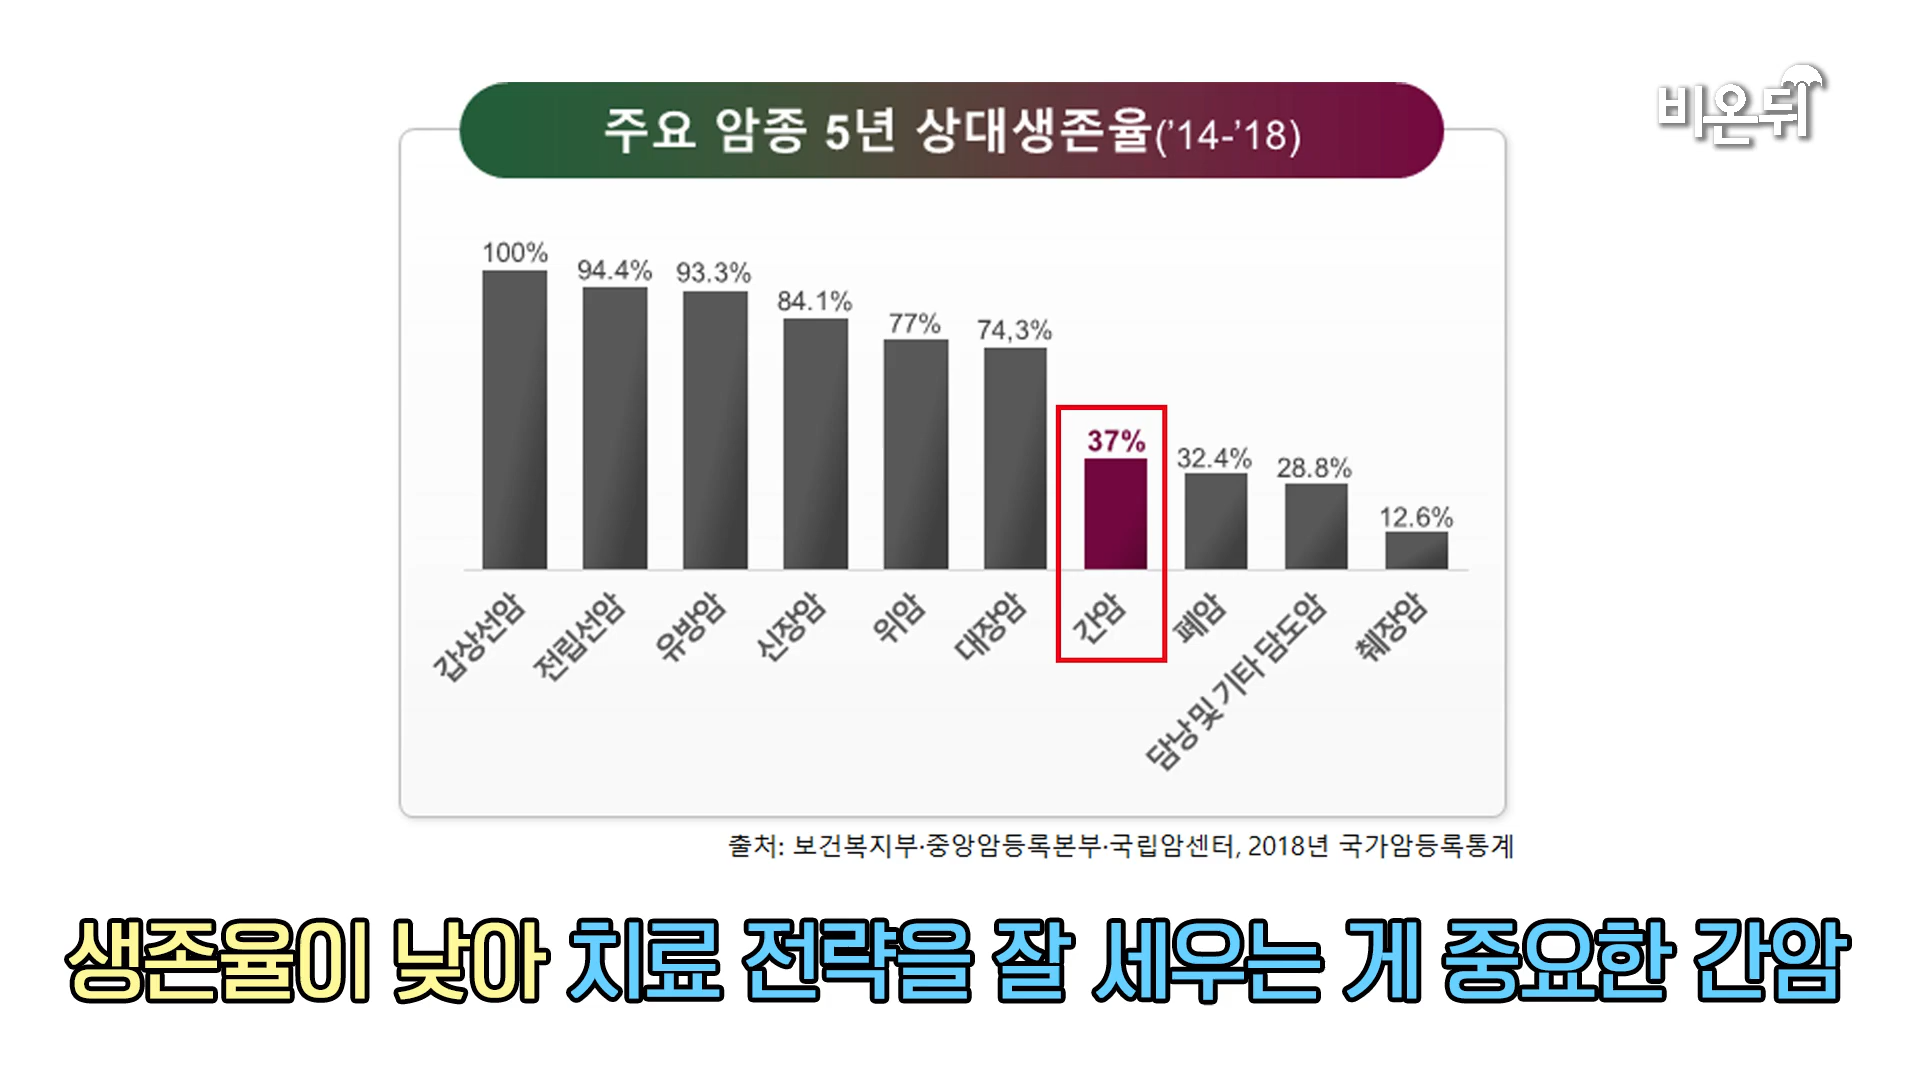 주요 암종 5년 상대생존율('14-'18)
비온뒤
100%
94.4%
93.3%
84.1%
77%
74,3%
37%
32.4%
28.8%
12.6%
갑상선암
전립선암
유방암
신장암
위암
대장암
간암
폐암
담낭 및 기타 담도암
췌장암
출처: 보건복지부·중앙암등록본부·국립암센터, 2018년 국가암등록통계
생존율이 낮아 치료 전략을 잘 세우는 게 중요한 간암